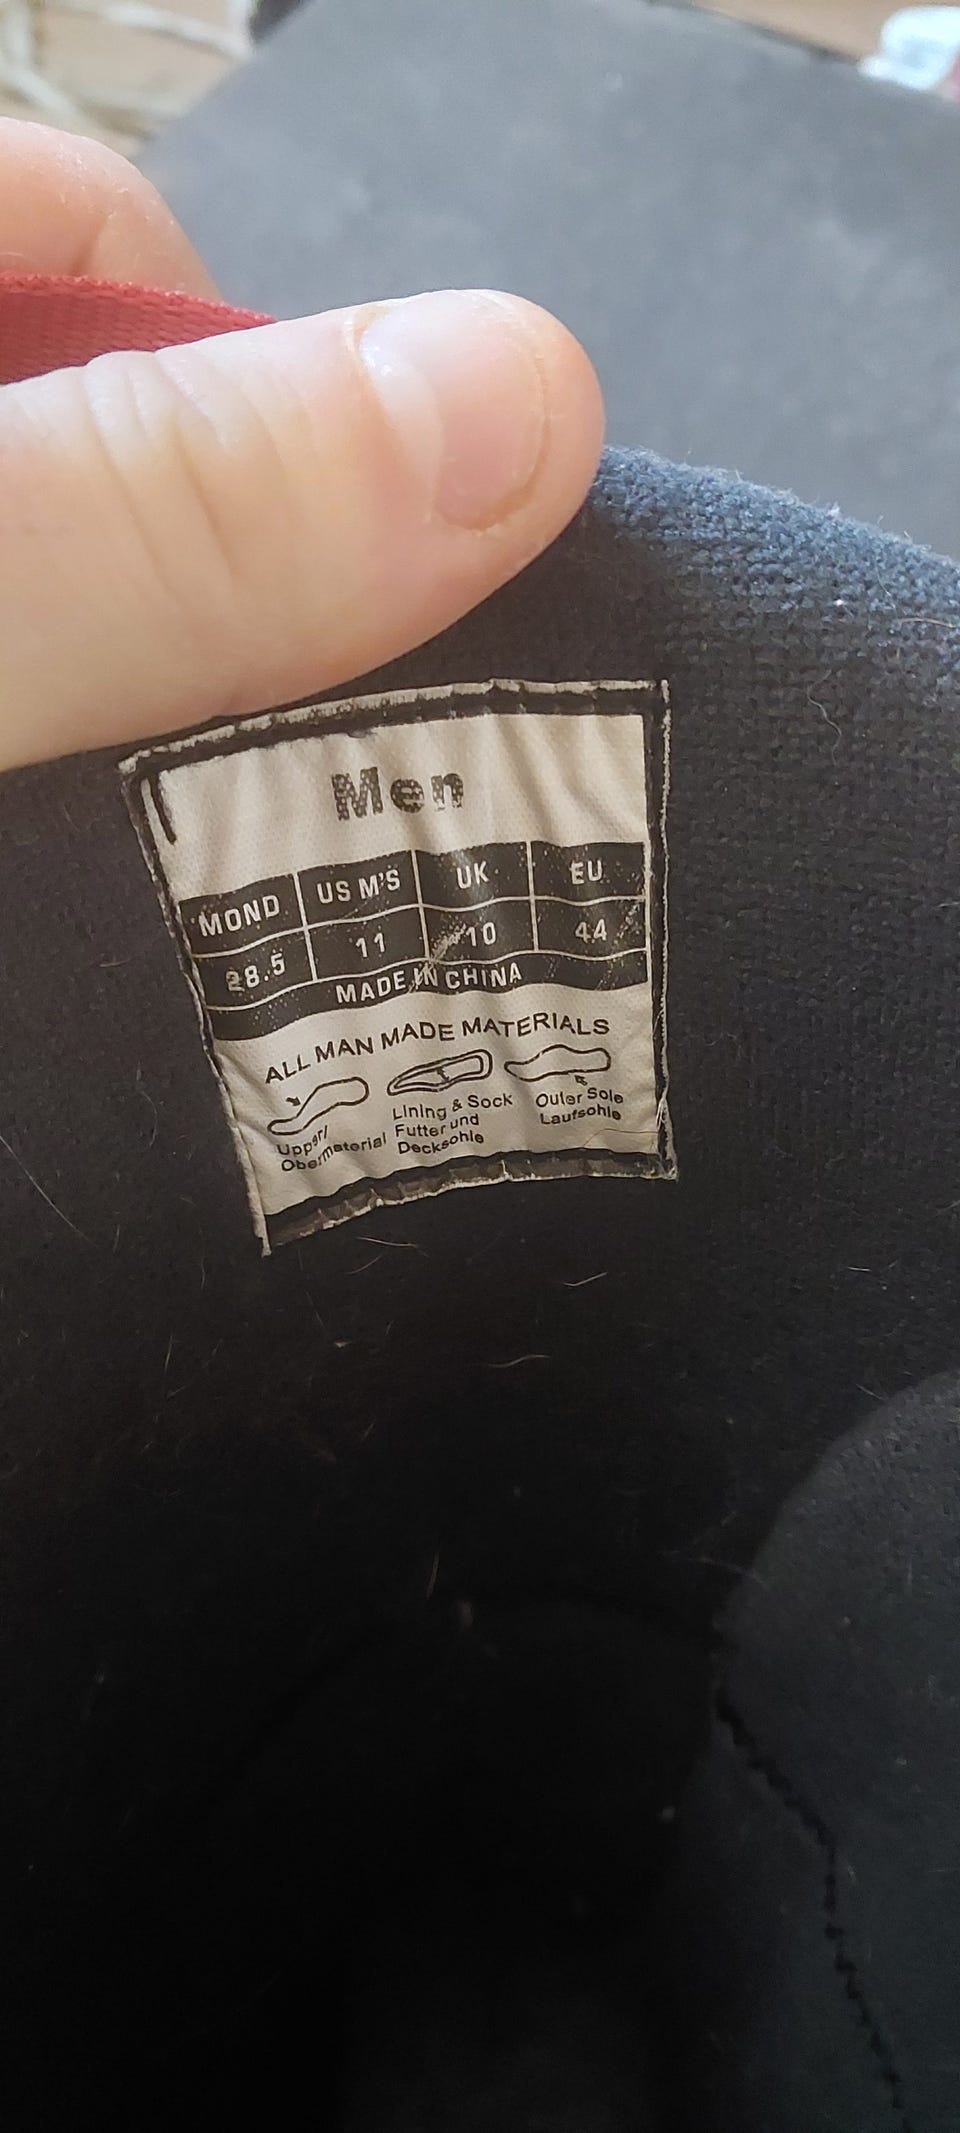 Men
MOND US M'S UK EU
28.5 11 10 44
MADE IN CHINA
ALL MAN MADE MATERIALS
Upper/
Obermaterial
Lining & Sock
Futter und
Decksohle
Outer Sole
Laufsohle